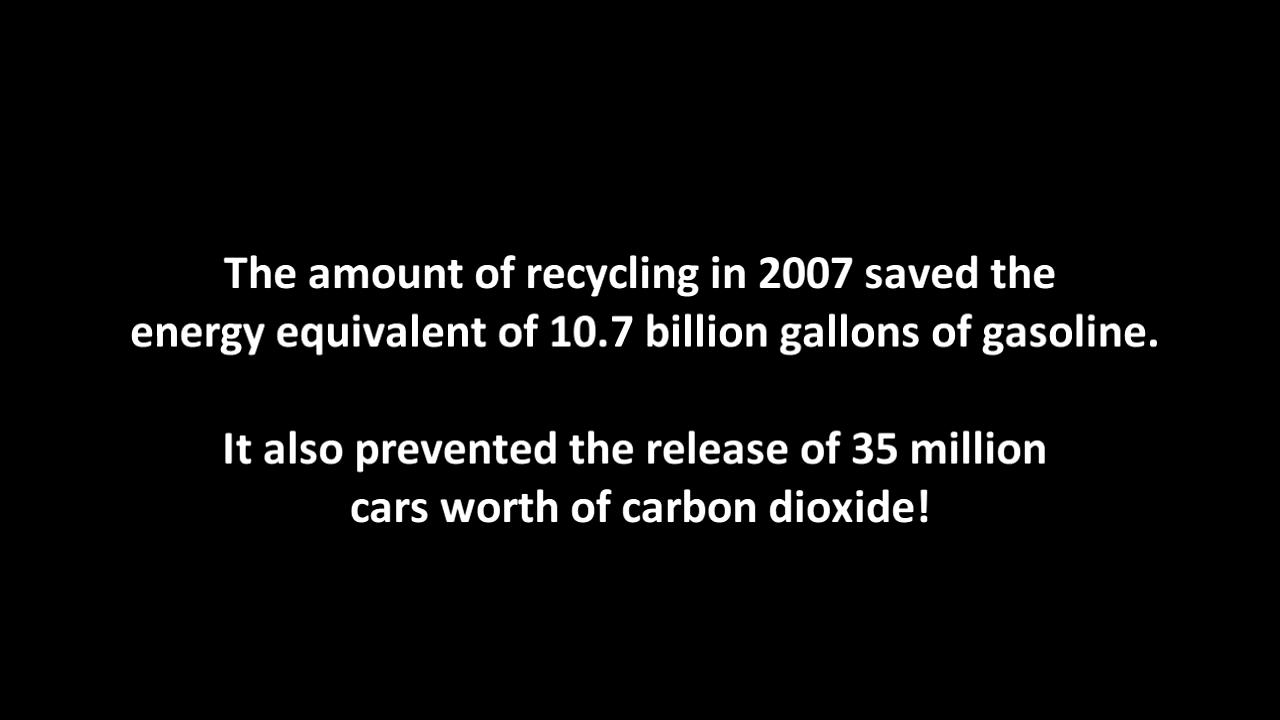 The amount of recycling in 2007 saved the
energy equivalent of 10.7 billion gallons of gasoline.
It also prevented the release of 35 million
cars worth of carbon dioxide!